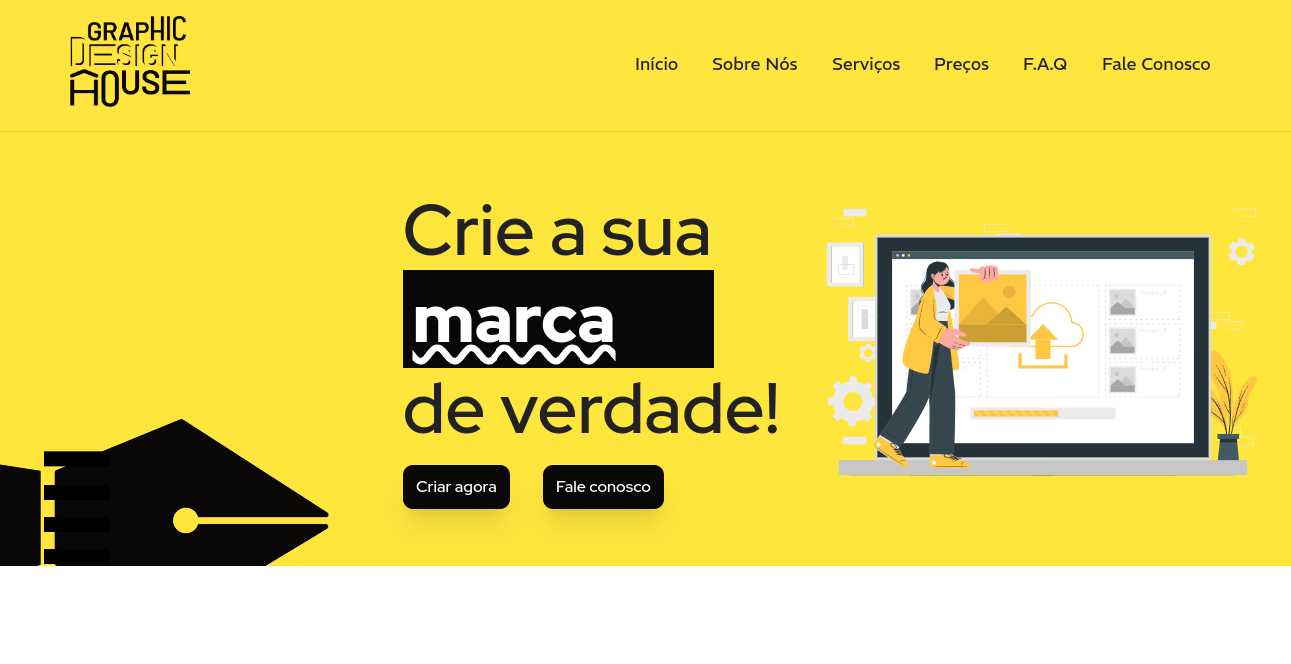 GRAPHIC
DESIGN
HOUSE
Início Sobre Nós Serviços Preços F.A.Q Fale Conosco
Crie a sua
marca
de verdade!
Criar agora Fale conosco